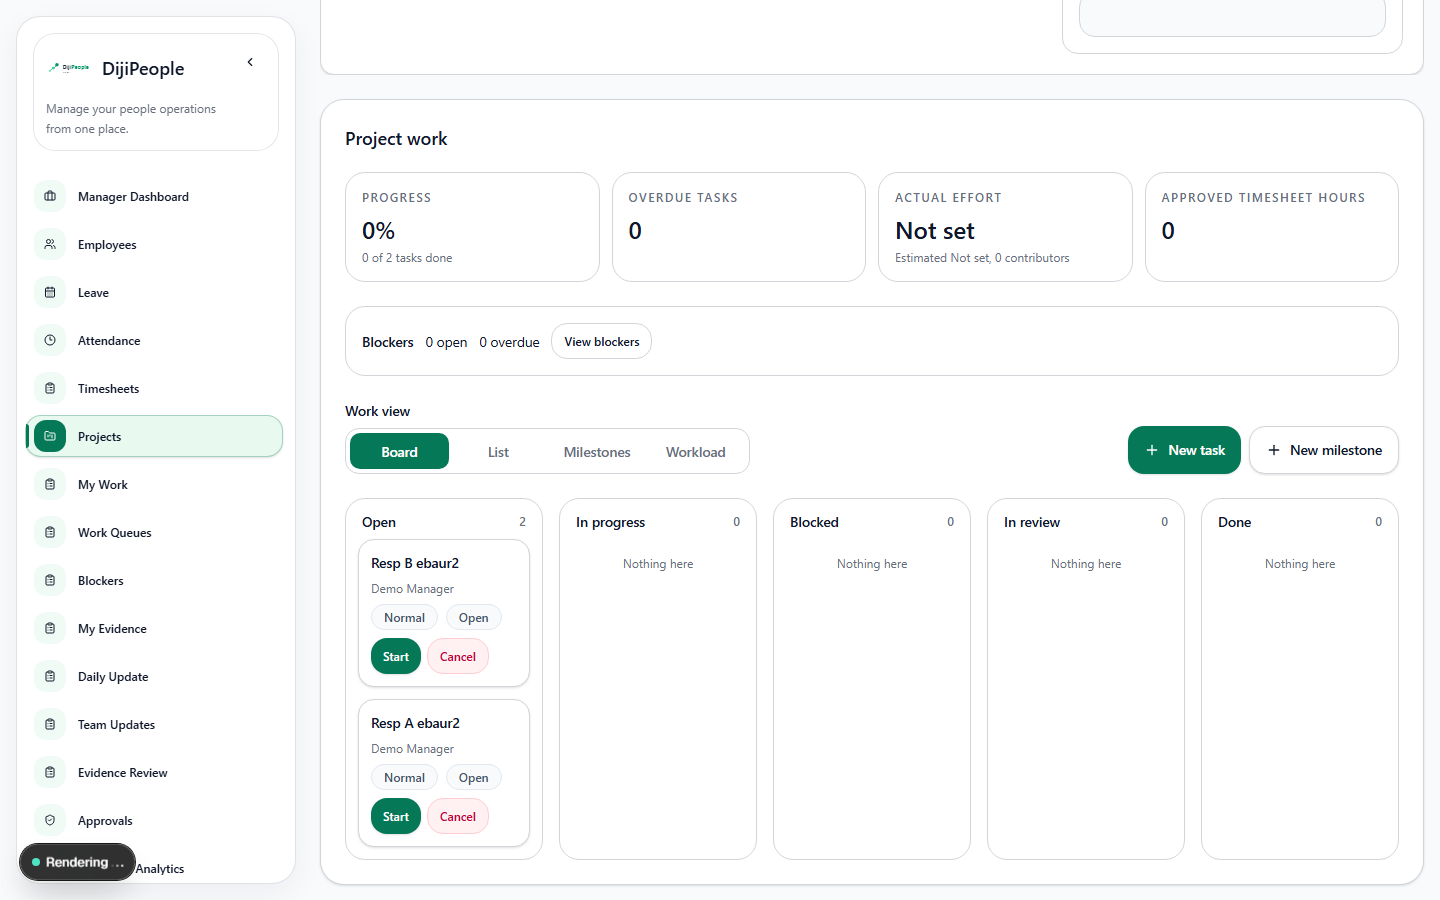 DijiPeople
DijiPeople
Manage your people operations
from one place.
Manager Dashboard
Employees
Leave
Attendance
Timesheets
Projects
My Work
Work Queues
Blockers
My Evidence
Daily Update
Team Updates
Evidence Review
Approvals
Rendering ...
Analytics
Project work
PROGRESS
0%
0 of 2 tasks done
OVERDUE TASKS
0
ACTUAL EFFORT
Not set
Estimated Not set, 0 contributors
APPROVED TIMESHEET HOURS
0
Blockers 0 open 0 overdue View blockers
Work view
Board List Milestones Workload
+ New task + New milestone
Open 2
Resp B ebaur2
Demo Manager
Normal Open
Start Cancel
Resp A ebaur2
Demo Manager
Normal Open
Start Cancel
In progress 0
Nothing here
Blocked 0
Nothing here
In review 0
Nothing here
Done 0
Nothing here